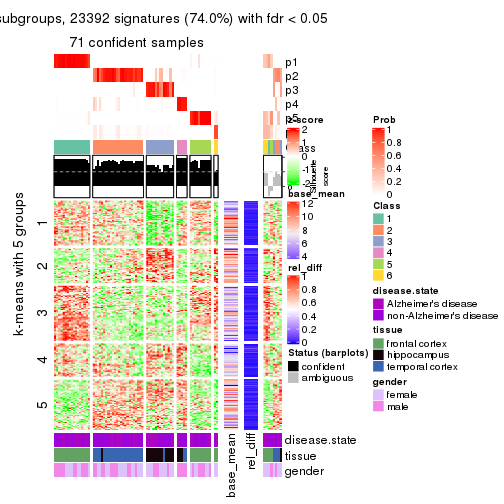 subgroups, 23392 signatures (74.0%) with fdr < 0.05
71 confident samples
p1
p2
p3
p4
z-score
2
1
0
-1
-2
Silhouette
score
base_mean
12
10
8
6
4
rel_diff
1
0.8
0.6
0.4
0.2
0
Status (barplots)
confident
ambiguous
Prob
1
0.8
0.6
0.4
0.2
0
Class
1
2
3
4
5
6
disease.state
Alzheimer's disease
non-Alzheimer's disease
tissue
frontal cortex
hippocampus
temporal cortex
gender
female
male
k-means with 5 groups
1
2
3
4
5
disease.state
tissue
gender
base_mean
rel_diff